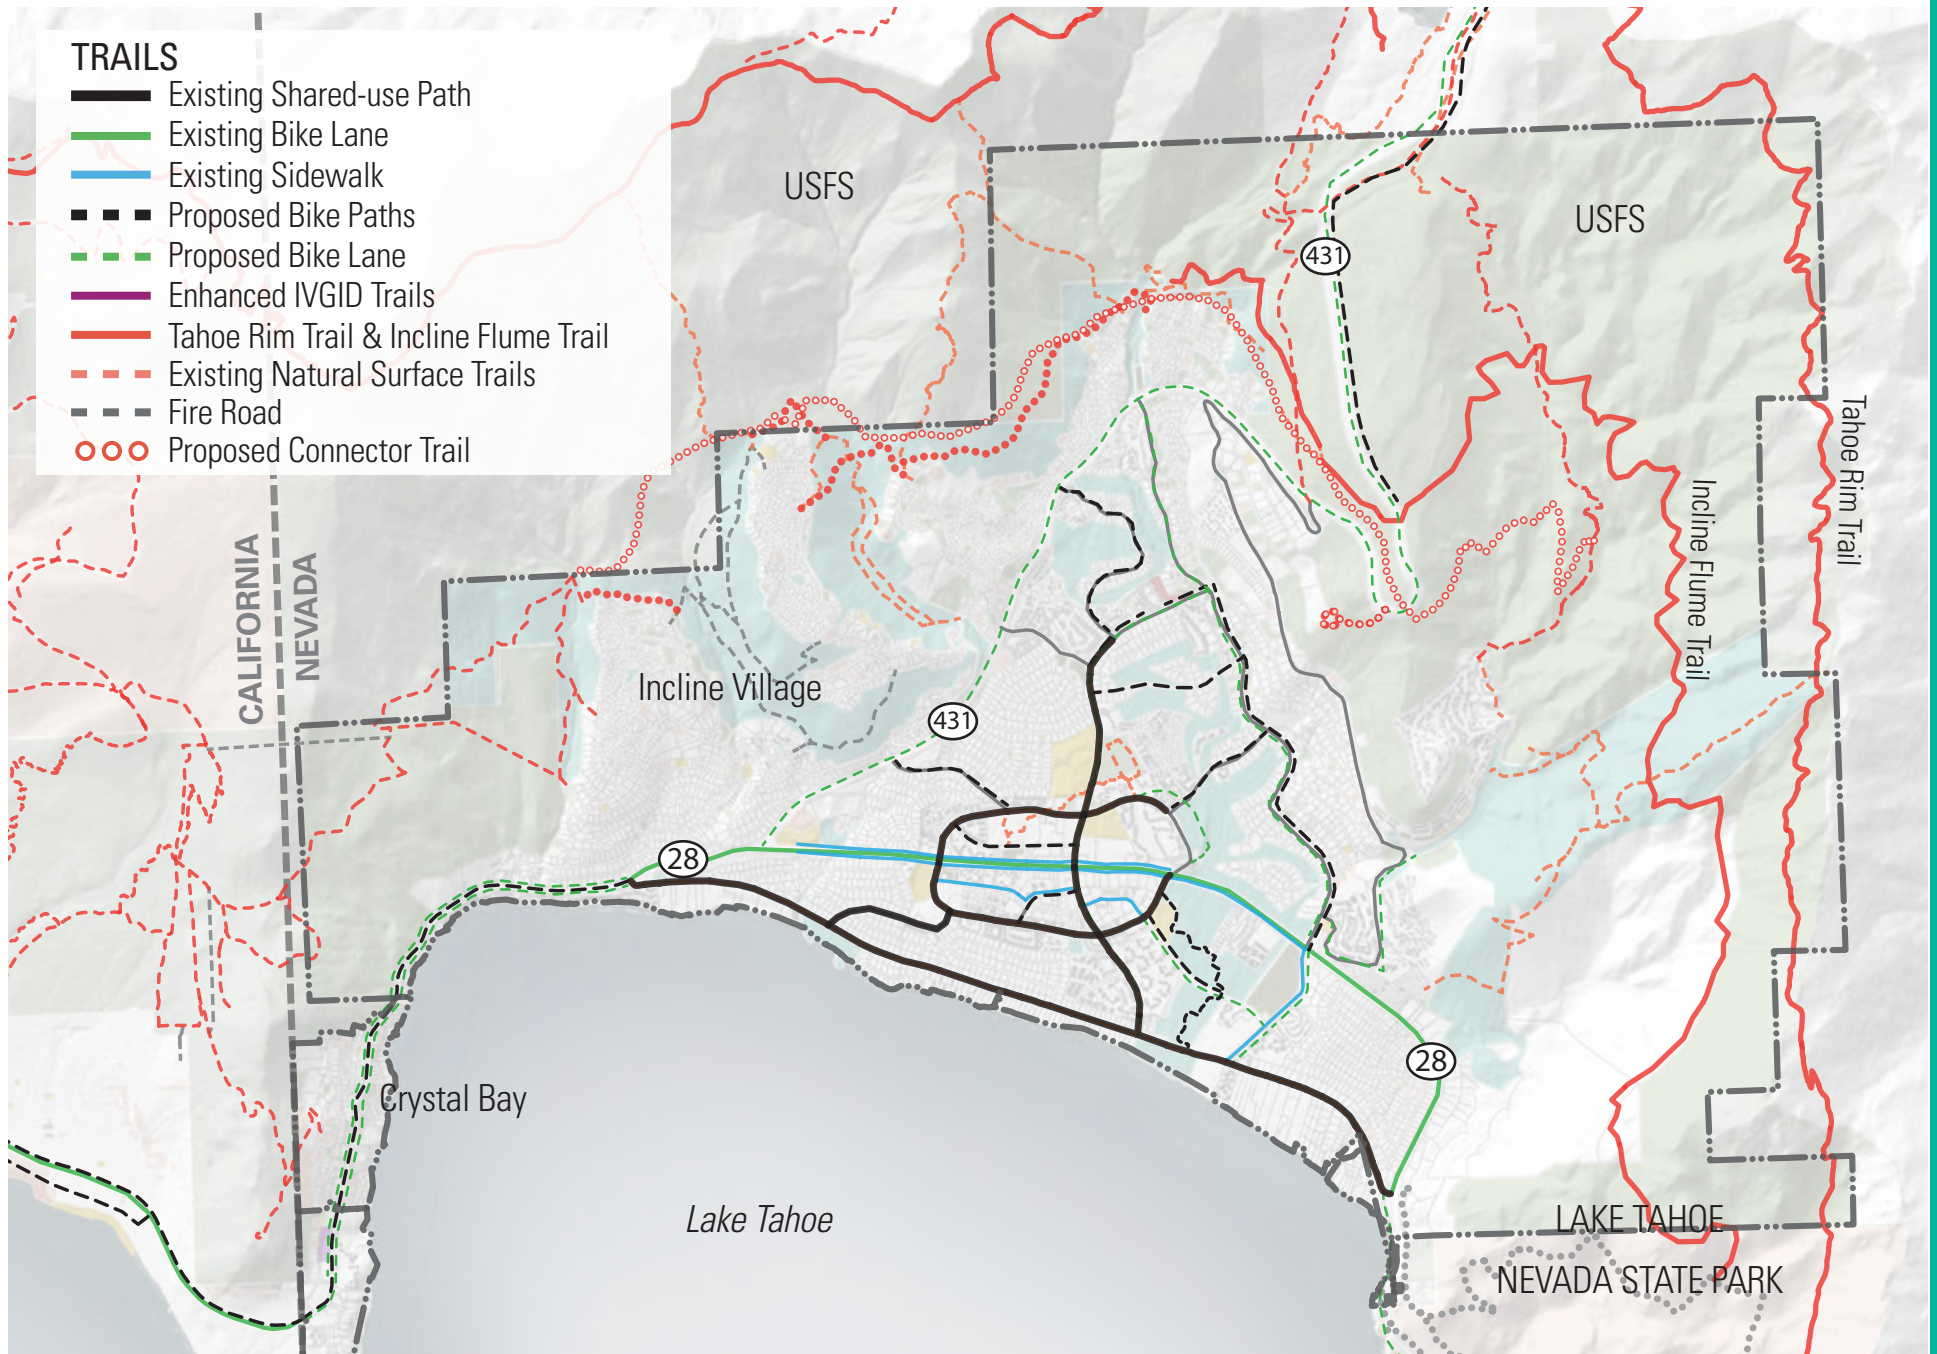 TRAILS
Existing Shared-use Path
Existing Bike Lane
Existing Sidewalk
Proposed Bike Paths
Proposed Bike Lane
Enhanced IVGID Trails
Tahoe Rim Trail & Incline Flume Trail
Existing Natural Surface Trails
Fire Road
Proposed Connector Trail
USFS
USFS
431
Tahoe Rim Trail
Incline Flume Trail
CALIFORNIA
NEVADA
Incline Village
431
28
28
Crystal Bay
Lake Tahoe
LAKE TAHOE
NEVADA STATE PARK